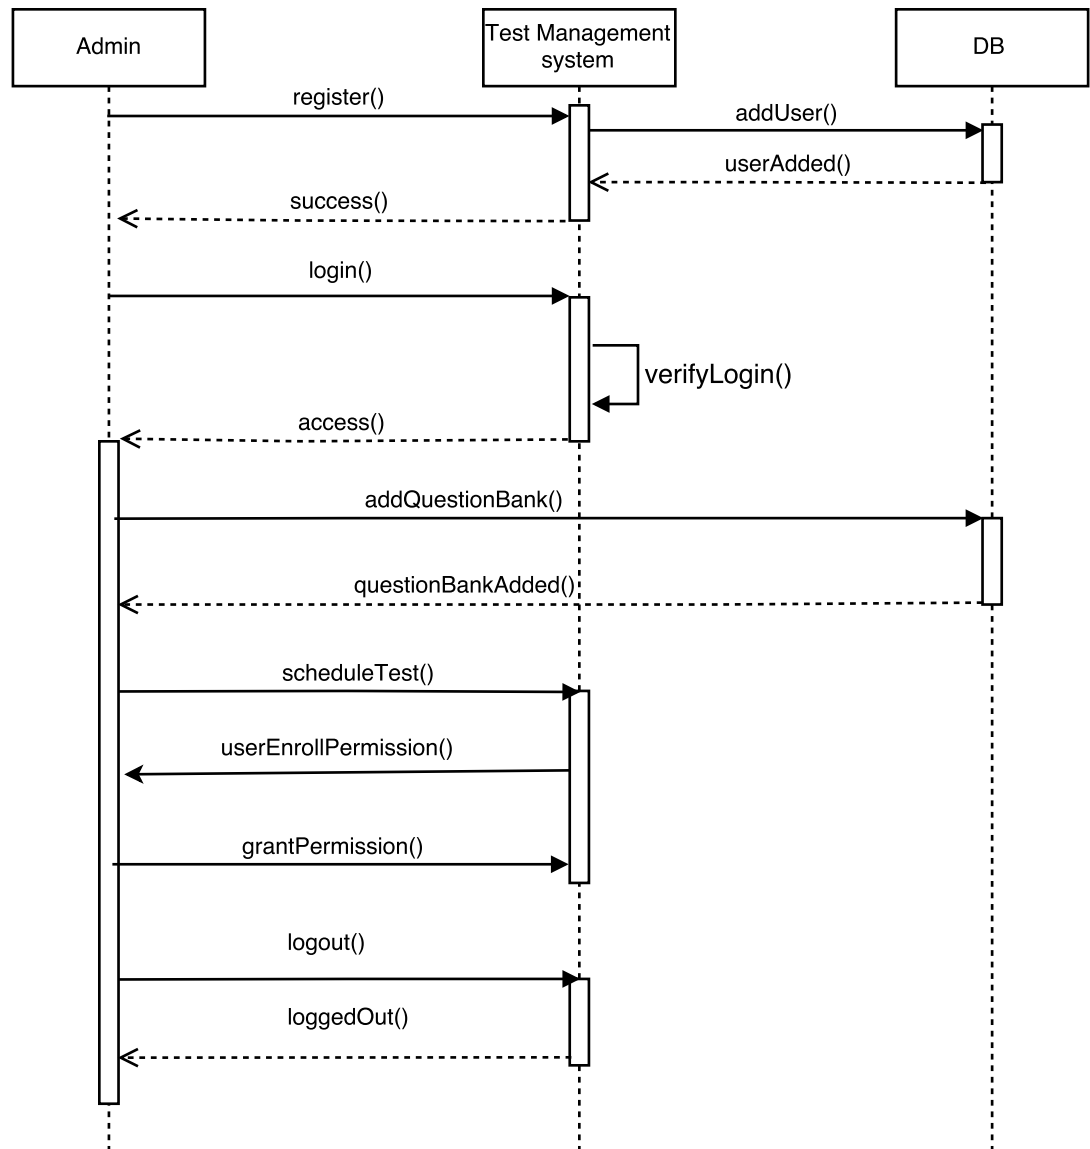 Admin
Test Management
system
DB
register()
addUser()
userAdded()
success()
login()
verifyLogin()
access()
addQuestionBank()
questionBankAdded()
scheduleTest()
userEnrollPermission()
grantPermission()
logout()
loggedOut()